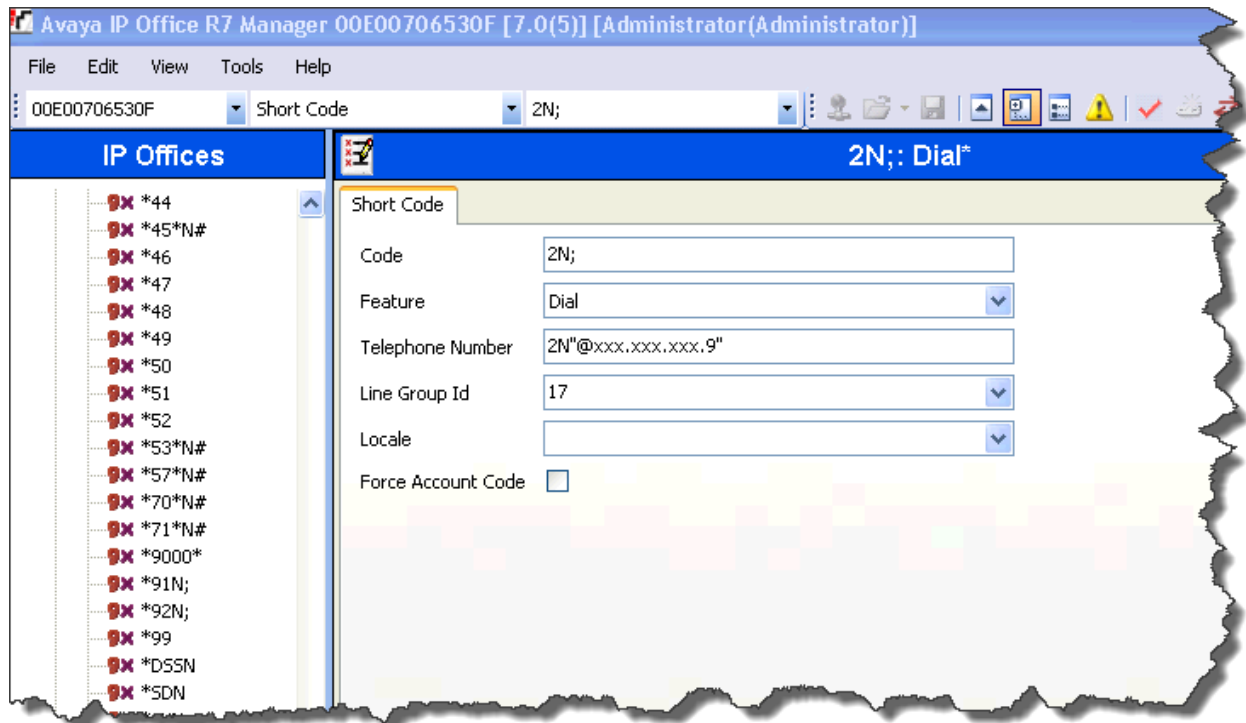 Avaya IP Office R7 Manager 00E00706530F [7.0(5)] [Administrator(Administrator)]
File Edit View Tools Help
00E00706530F Short Code 2N;
IP Offices
2N;: Dial*
*44
*45*N#
*46
*47
*48
*49
*50
*51
*52
*53*N#
*57*N#
*70*N#
*71*N#
*9000*
*91N;
*92N;
*99
*DSSN
*SDN
Short Code
Code 2N;
Feature Dial
Telephone Number 2N"@xxx.xxx.xxx.9"
Line Group Id 17
Locale
Force Account Code